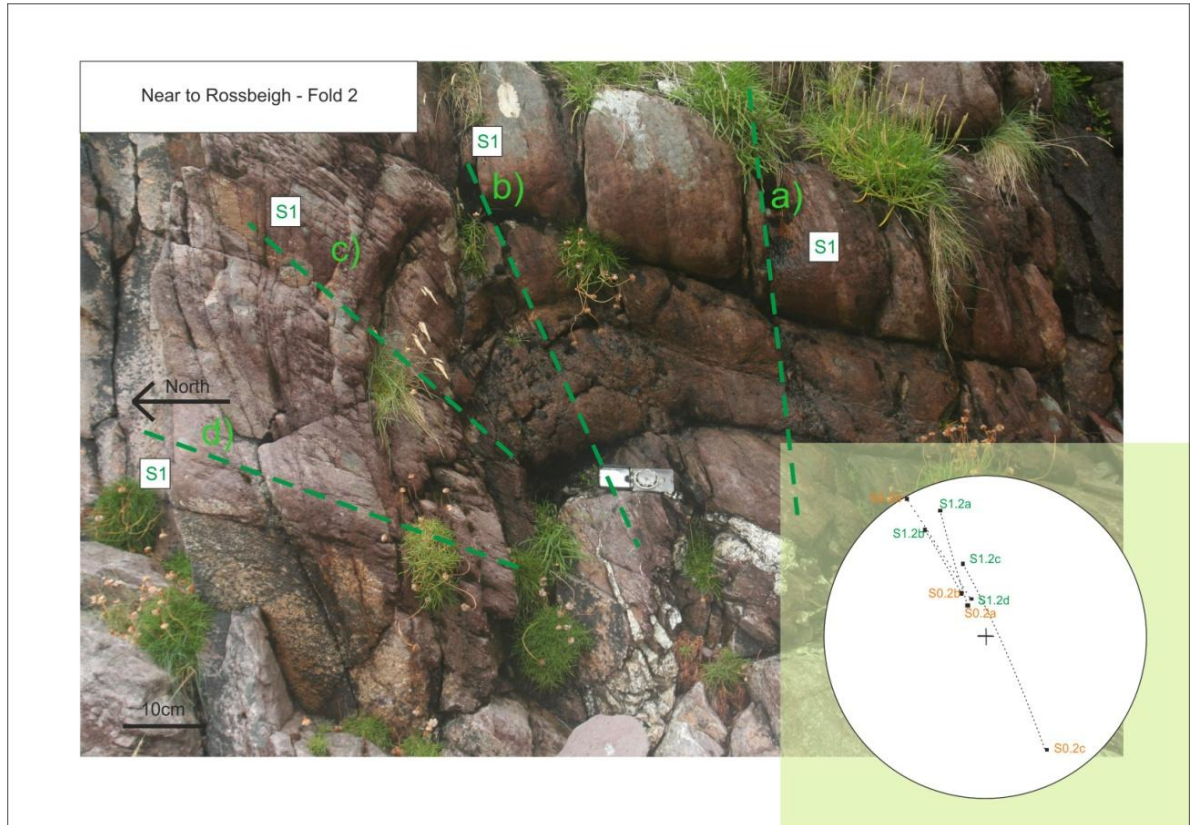 Near to Rossbeigh - Fold 2
S1
b)
a)
S1
c)
S1
North
d)
S1
10cm
S1.2a
S1.2b
S1.2c
S0.2b
S1.2d
S0.2a
S0.2c